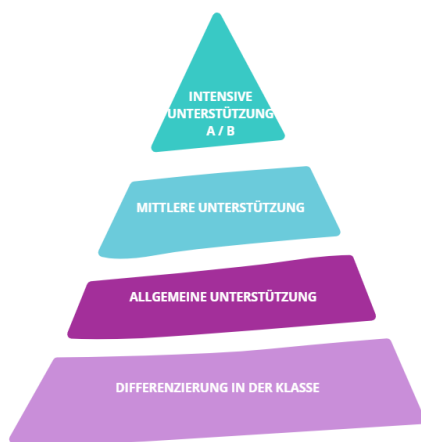 INTENSIVE
UNTERSTÜTZUNG
A / B
MITTLERE UNTERSTÜTZUNG
ALLGEMEINE UNTERSTÜTZUNG
DIFFERENZIERUNG IN DER KLASSE